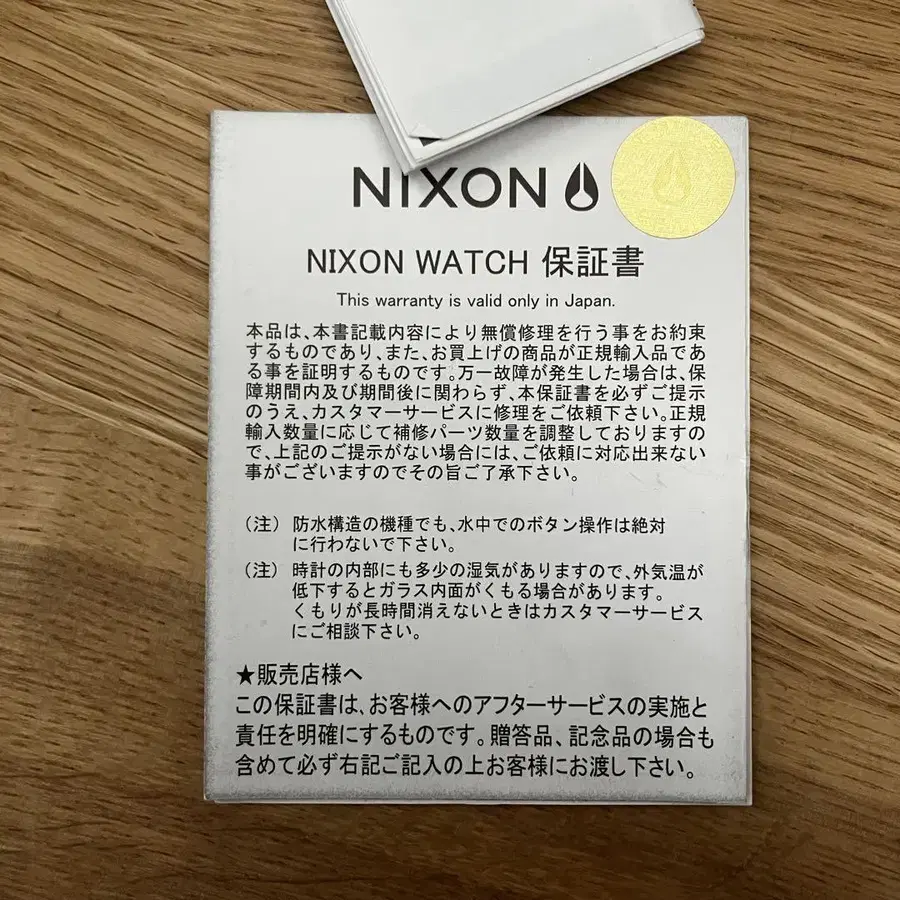 NIXON
NIXON WATCH 保証書
This warranty is valid only in Japan.
本品は、本書記載内容により無償修理を行う事をお約束
するものであり、また、お買上げの商品が正規輸入品であ
る事を証明するものです。万一故障が発生した場合は、保
障期間内及び期間後に関わらず、本保証書を必ずご提示
のうえ、カスタマーサービスに修理をご依頼下さい。正規
輸入数量に応じて補修パーツ数量を調整しておりますの
で、上記のご提示がない場合には、ご依頼に対応出来ない
事がございますのでその旨ご了承下さい。
（注） 防水構造の機種でも、水中でのボタン操作は絶対
に行わないで下さい。
（注） 時計の内部にも多少の湿気がありますので、外気温が
低下するとガラス内面がくもる場合があります。
くもりが長時間消えないときはカスタマーサービス
にご相談下さい。
★販売店様へ
この保証書は、お客様へのアフターサービスの実施と
責任を明確にするものです。贈答品、記念品の場合も
含めて必ず右記ご記入の上お客様にお渡し下さい。